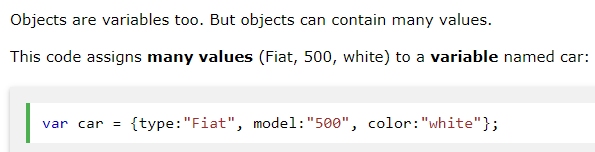 Objects are variables too. But objects can contain many values.
This code assigns many values (Fiat, 500, white) to a variable named car:
var car = {type:"Fiat", model:"500", color:"white"};